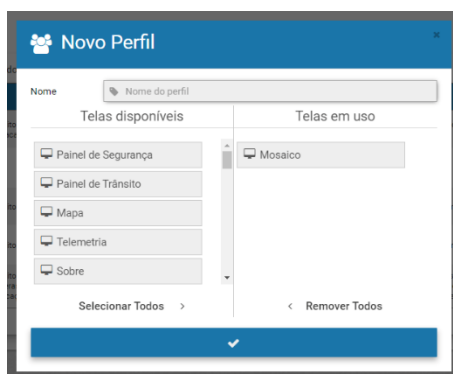 Novo Perfil
×
Nome
Nome do perfil
Telas disponíveis
Telas em uso
Painel de Segurança
Mosaico
Painel de Trânsito
Mapa
Telemetria
Sobre
Selecionar Todos >
< Remover Todos